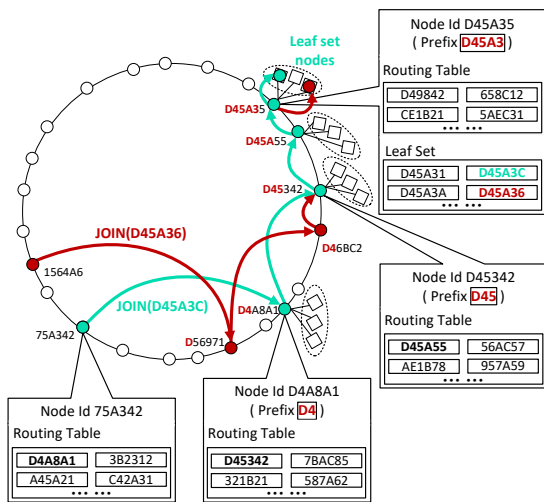 Leaf set
nodes
D45A35
D45A55
D45342
D46BC2
JOIN(D45A36)
1564A6
JOIN(D45A3C)
D4A8A1
75A342
D56971
Node Id D45A35
( Prefix D45A3)
Routing Table
D49842 658C12
CE1B21 5AEC31
... ...
Leaf Set
D45A31 D45A3C
D45A3A D45A36
... ...
Node Id D45342
( Prefix D45)
Routing Table
D45A55 56AC57
AE1B78 957A59
... ...
Node Id 75A342
Routing Table
D4A8A1 3B2312
A45A21 C42A31
... ...
Node Id D4A8A1
( Prefix D4)
Routing Table
D45342 7BAC85
321B21 587A62
... ...